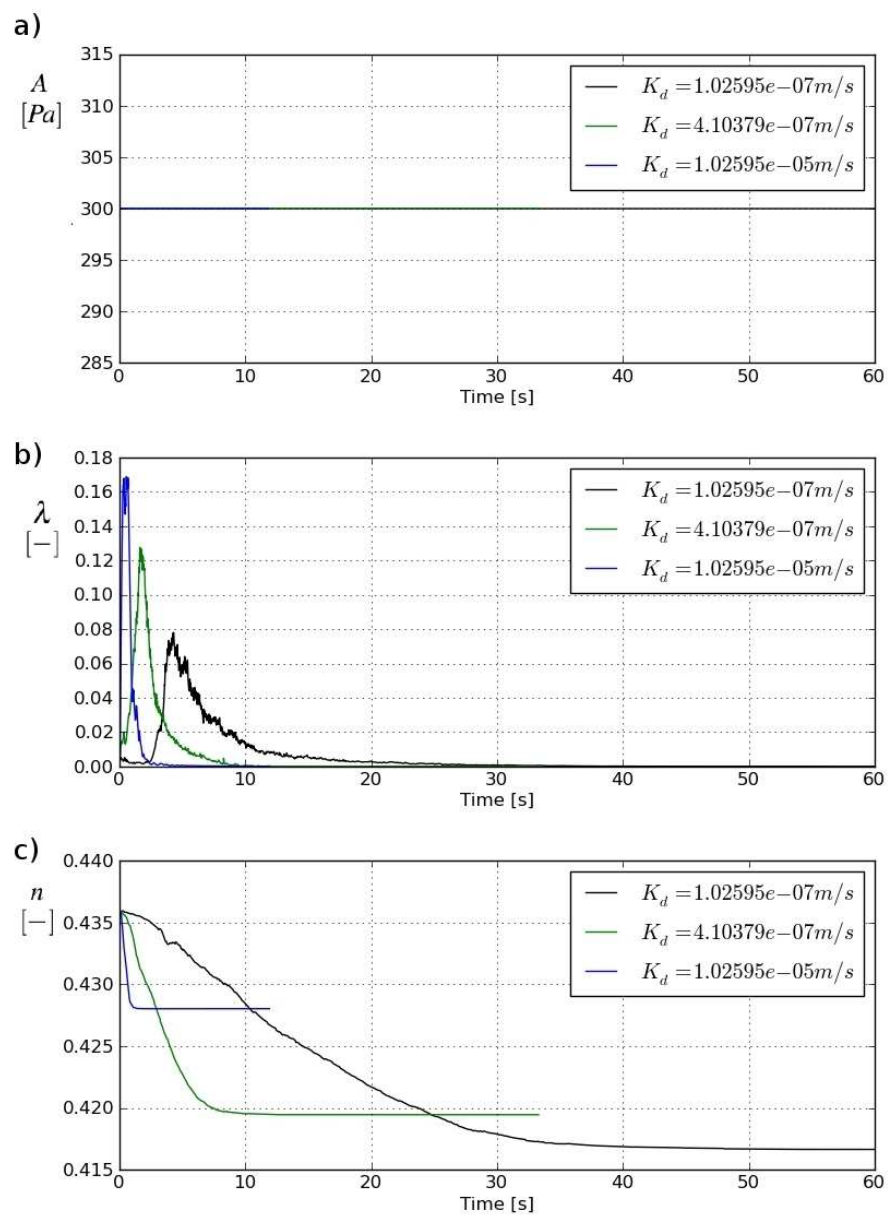 a)
A
[Pa]
315
310
305
300
295
290
285
0 10 20 30 40 50 60
Time [s]
K_d=1.02595e−07m/s
K_d=4.10379e−07m/s
K_d=1.02595e−05m/s
b)
λ
[−]
0.18
0.16
0.14
0.12
0.10
0.08
0.06
0.04
0.02
0.00
0 10 20 30 40 50 60
Time [s]
K_d=1.02595e−07m/s
K_d=4.10379e−07m/s
K_d=1.02595e−05m/s
c)
n
[−]
0.440
0.435
0.430
0.425
0.420
0.415
0 10 20 30 40 50 60
Time [s]
K_d=1.02595e−07m/s
K_d=4.10379e−07m/s
K_d=1.02595e−05m/s